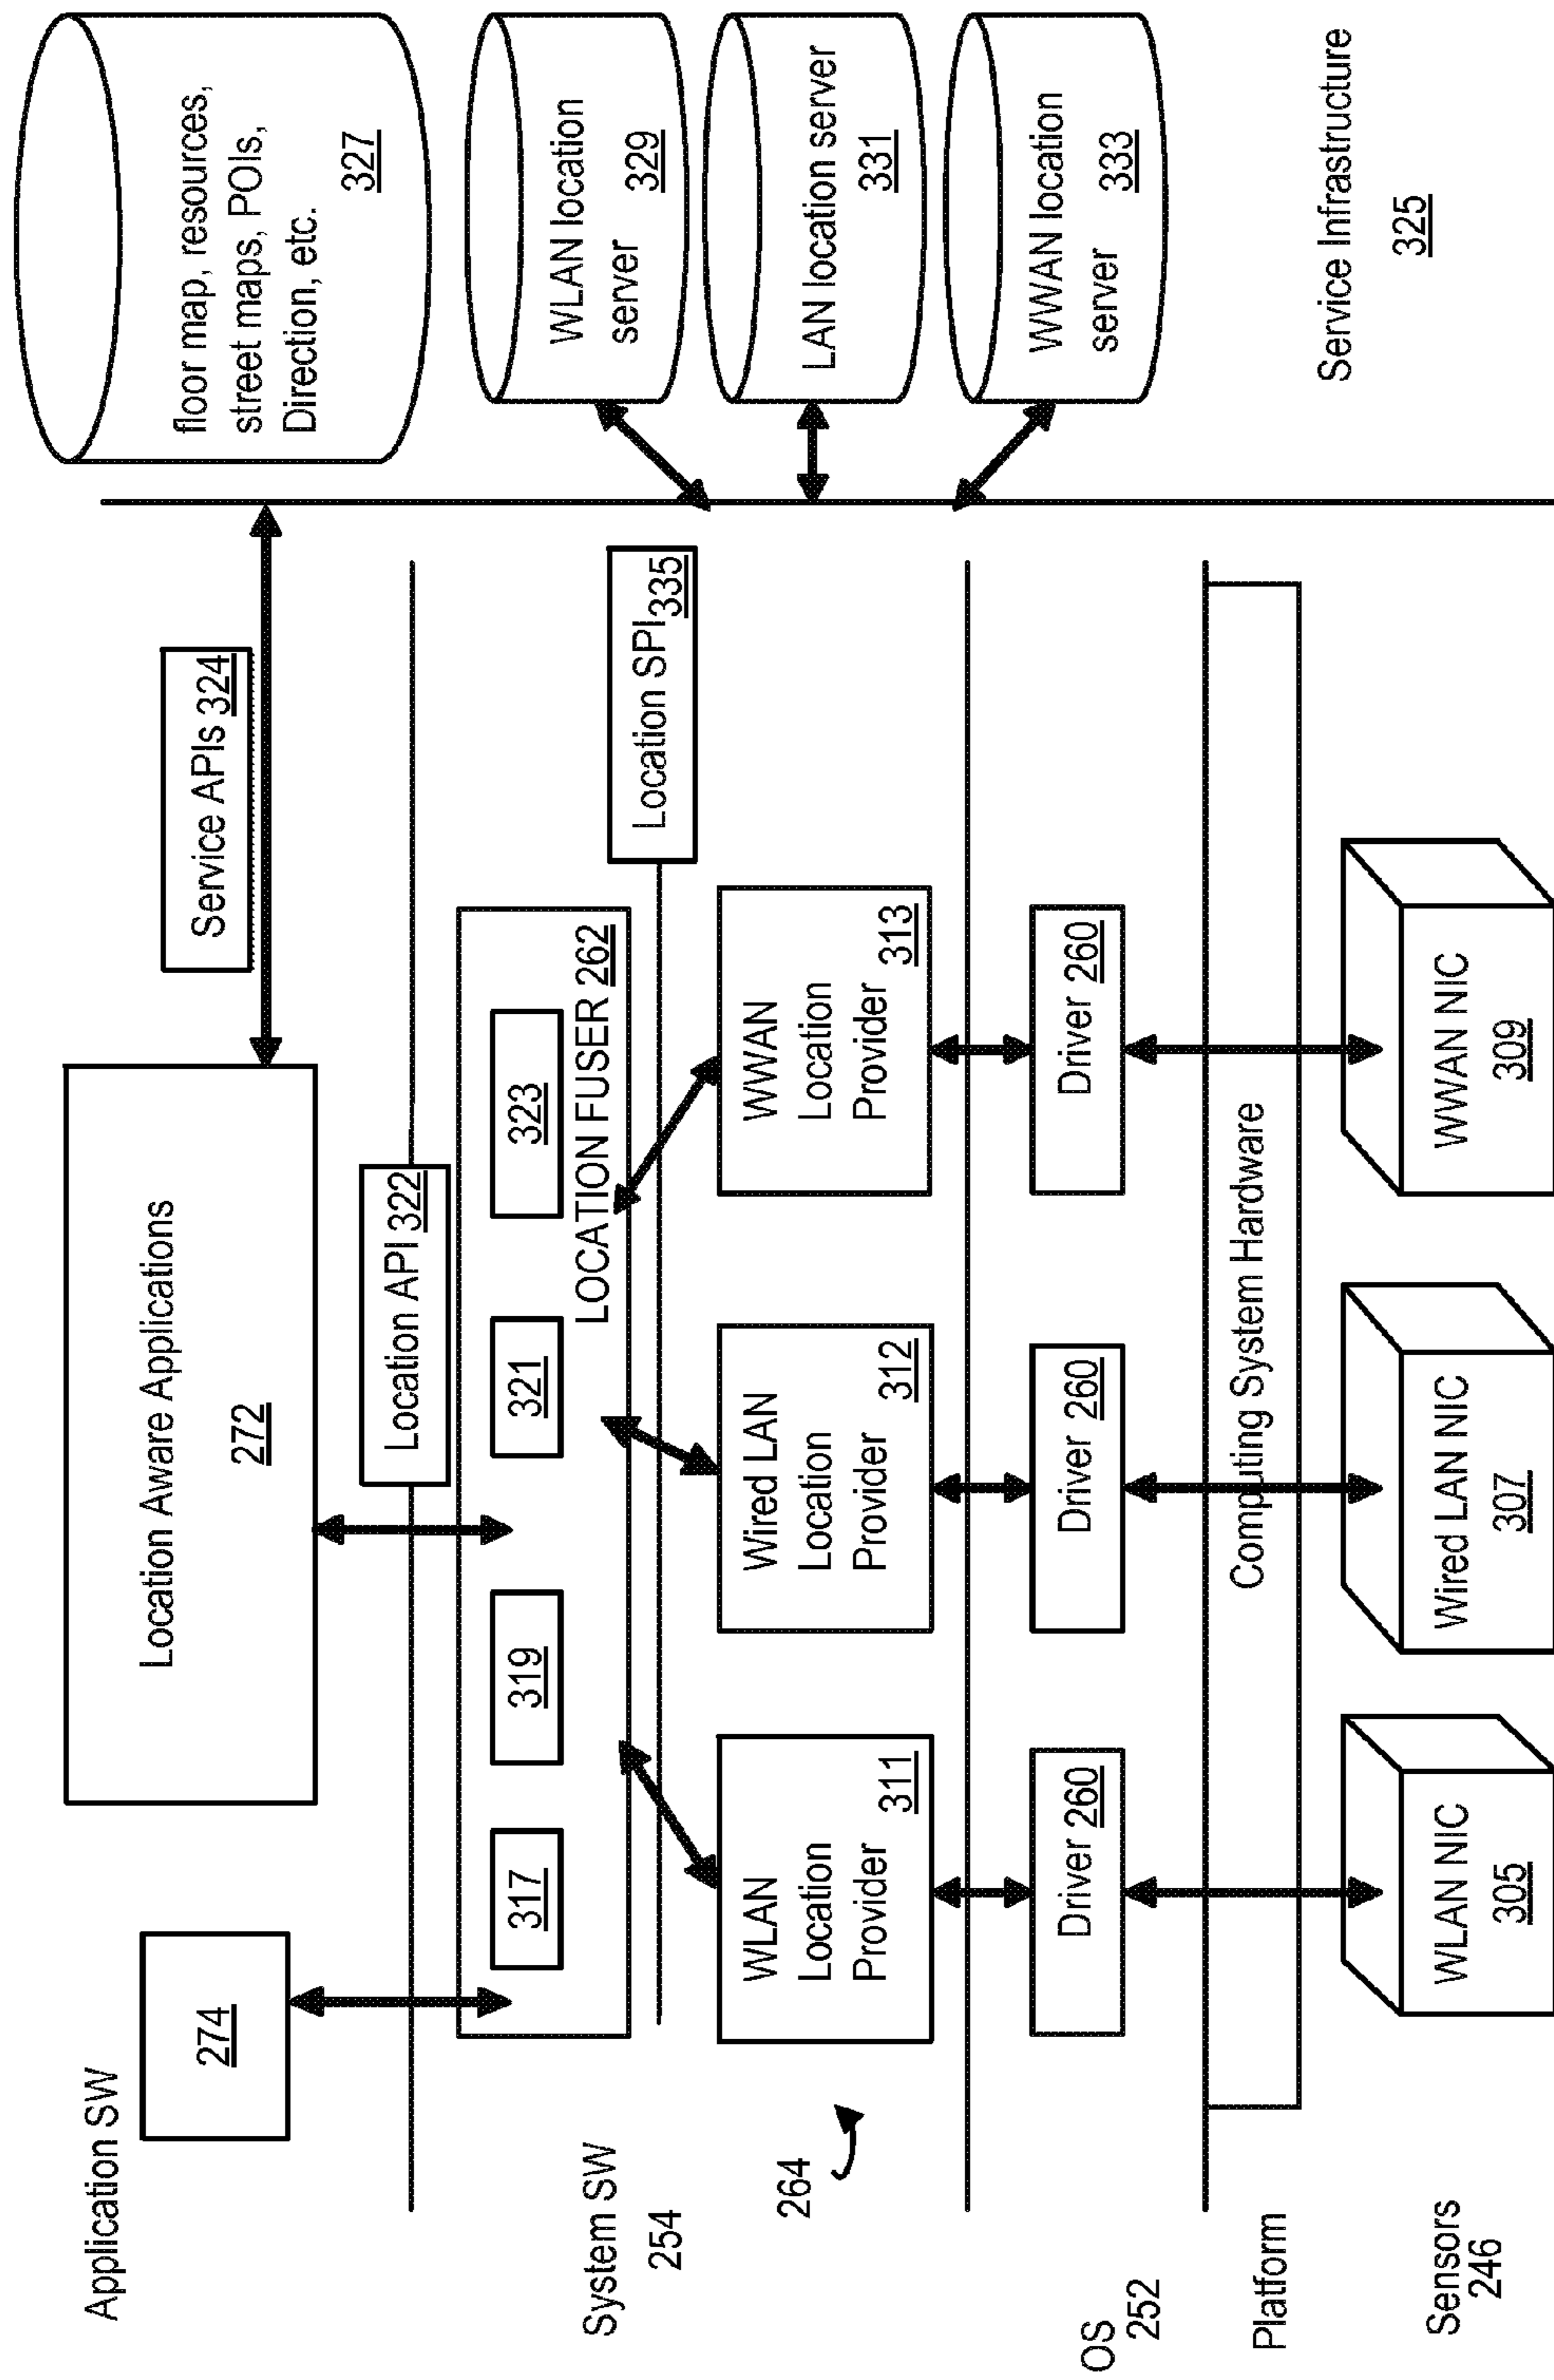 Application SW
274
Location Aware Applications
272
Service APIs 324
Location API 322
317
319
321
323
LOCATION FUSER 262
System SW
254
Location SPI 335
264
WLAN
Location
Provider
311
Wired LAN
Location
Provider
312
WWAN
Location
Provider
313
OS
252
Driver 260
Driver 260
Driver 260
Platform
Computing System Hardware
Sensors
246
WLAN NIC
305
Wired LAN NIC
307
WWAN NIC
309
floor map, resources,
street maps, POIs,
Direction, etc.
327
WLAN location
server
329
LAN location server
331
WWAN location
server
333
Service Infrastructure
325